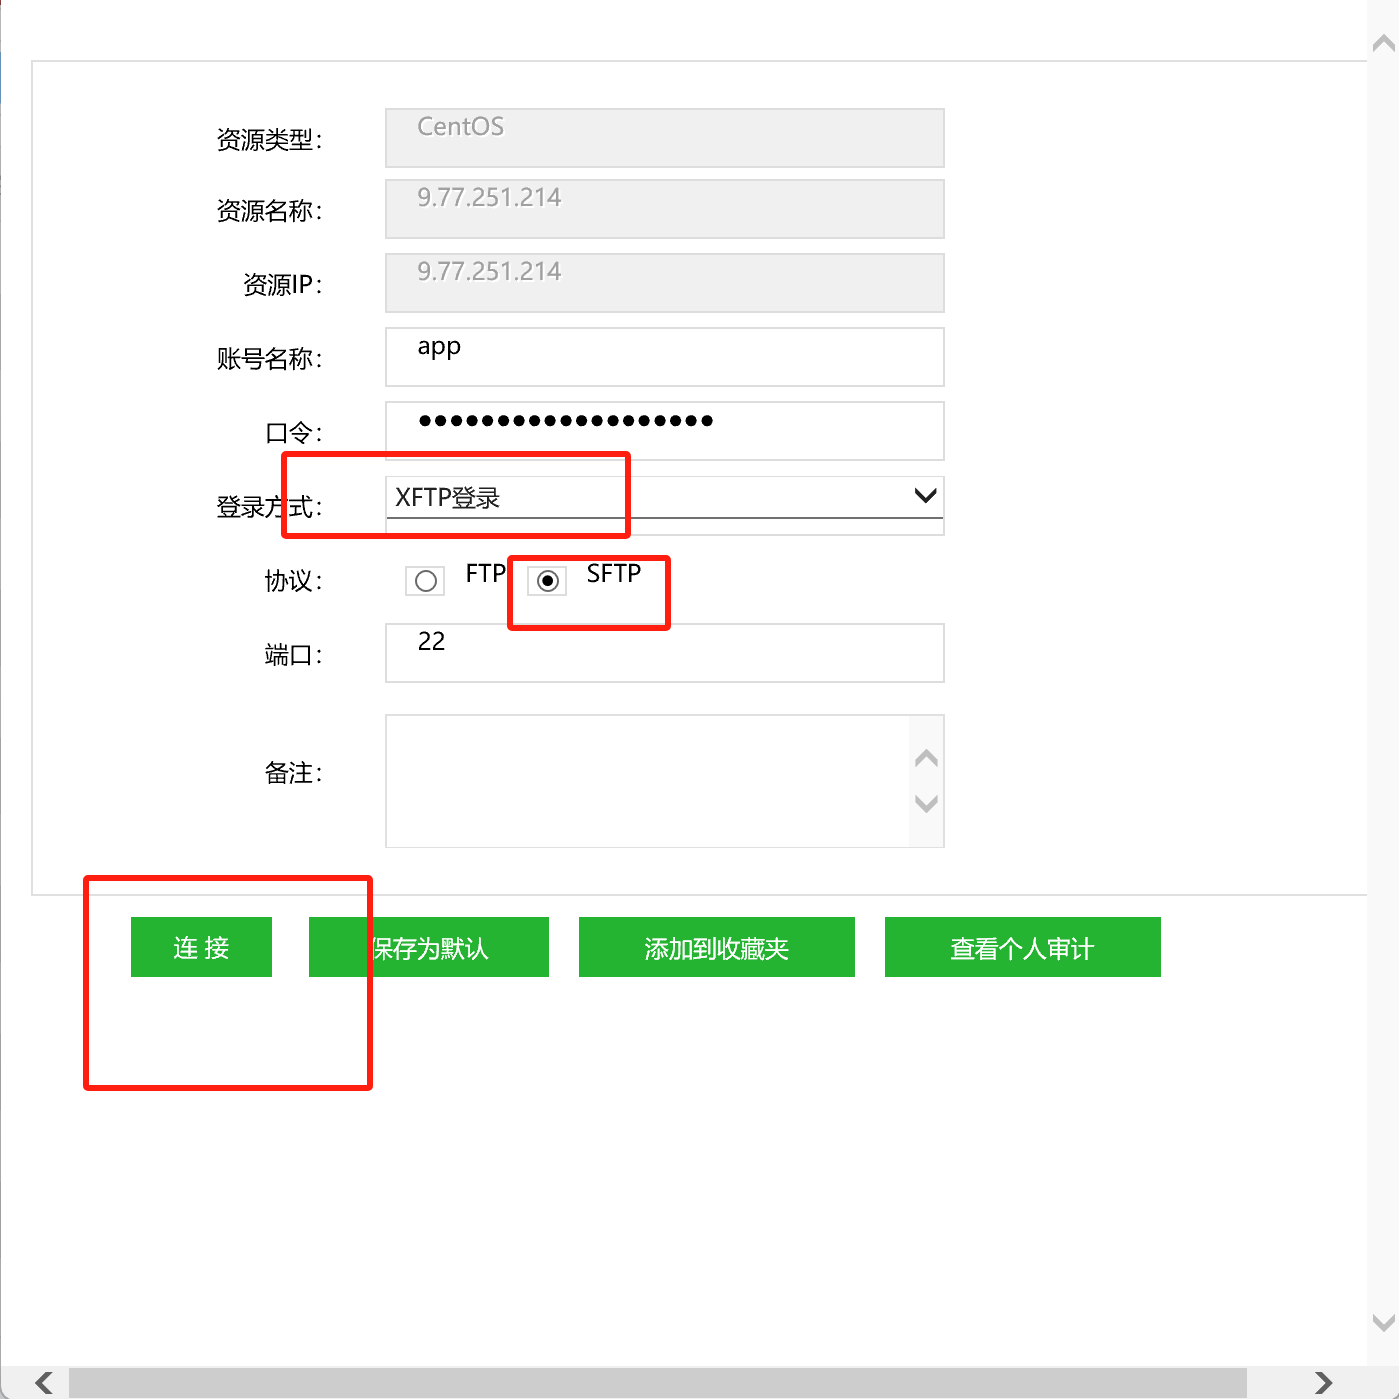 资源类型： CentOS
资源名称： 9.77.251.214
资源IP： 9.77.251.214
账号名称： app
口令： ●●●●●●●●●●●●●●●●●●●
登录方式： XFTP登录
协议： FTP SFTP
端口： 22
备注：
连 接 保存为默认 添加到收藏夹 查看个人审计